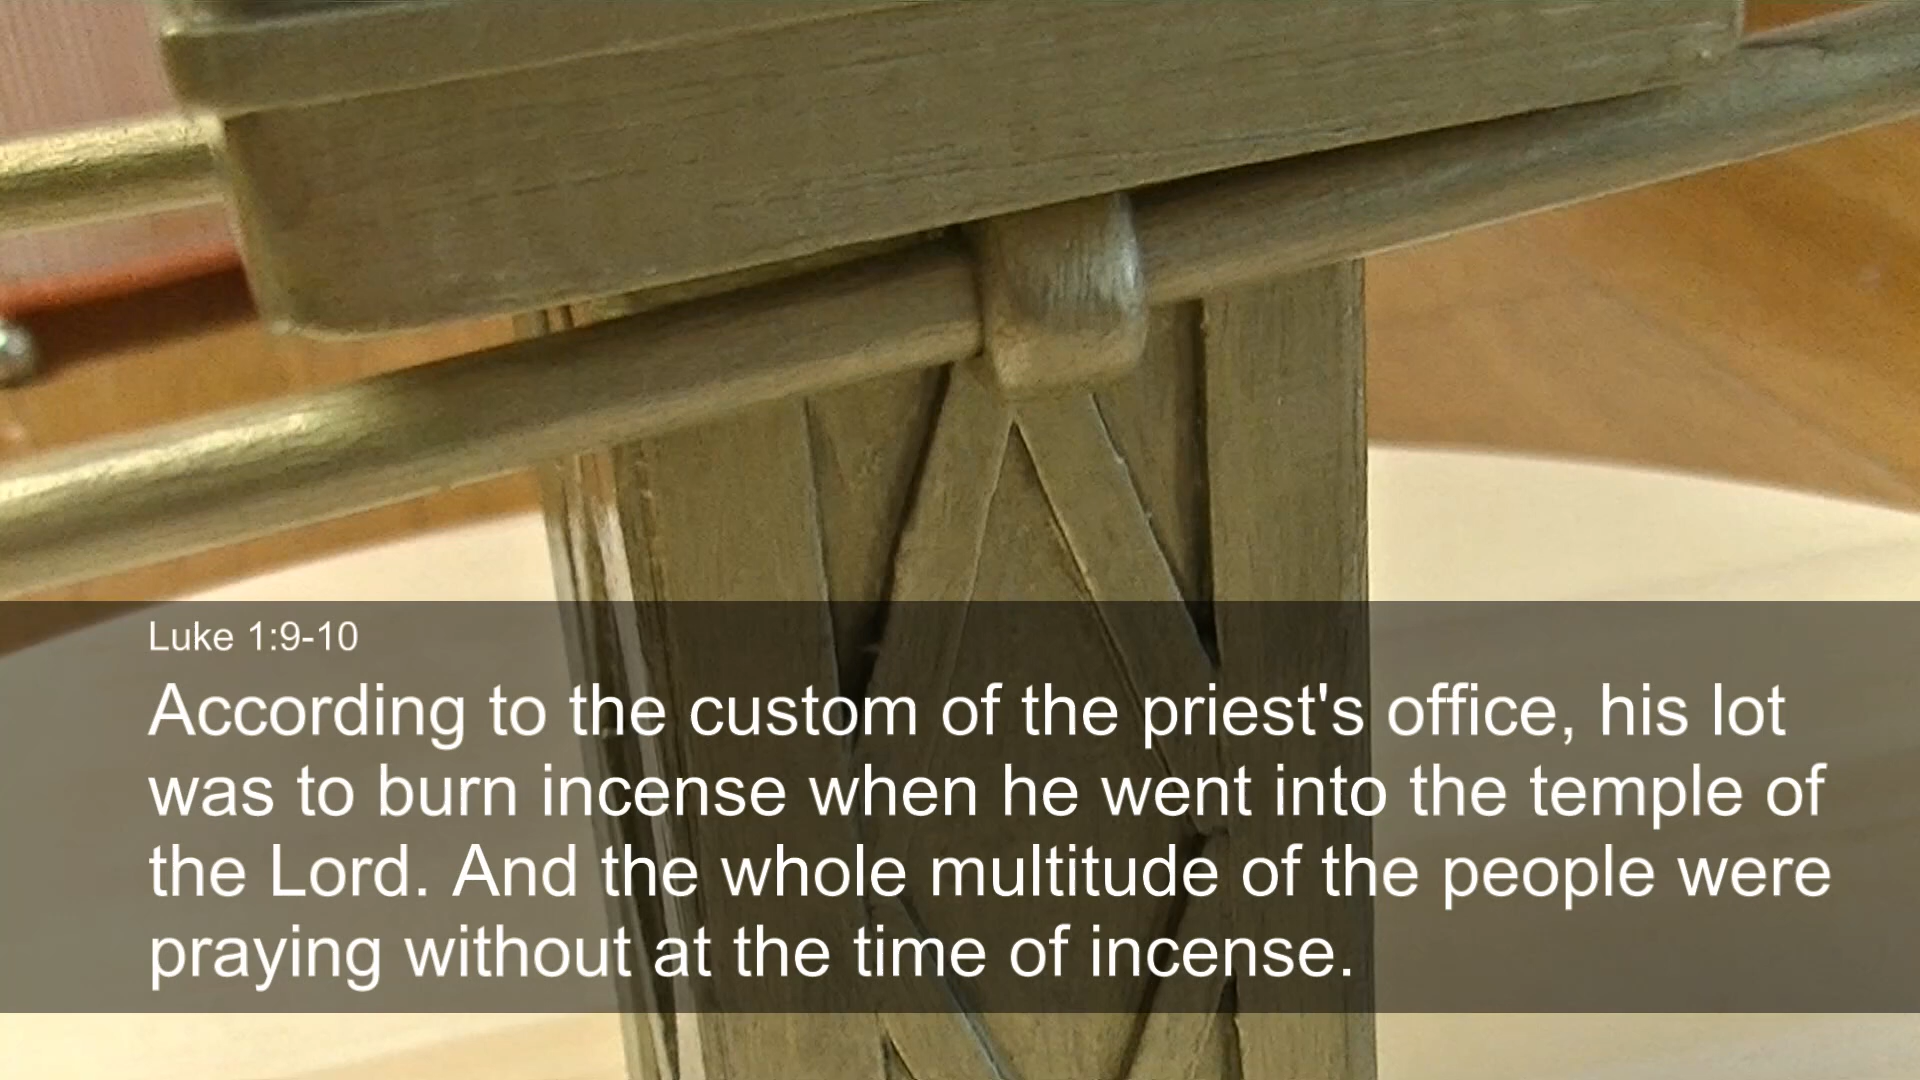 Luke 1:9-10
According to the custom of the priest's office, his lot
was to burn incense when he went into the temple of
the Lord. And the whole multitude of the people were
praying without at the time of incense.